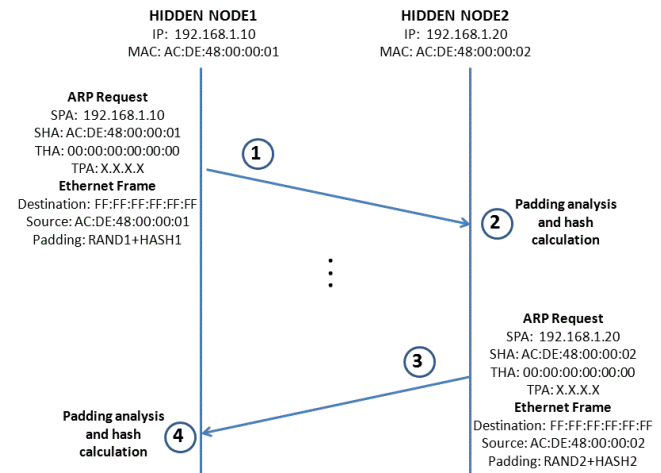 HIDDEN NODE1
IP: 192.168.1.10
MAC: AC:DE:48:00:00:01
HIDDEN NODE2
IP: 192.168.1.20
MAC: AC:DE:48:00:00:02
ARP Request
SPA: 192.168.1.10
SHA: AC:DE:48:00:00:01
THA: 00:00:00:00:00:00
TPA: X.X.X.X
Ethernet Frame
Destination: FF:FF:FF:FF:FF:FF
Source: AC:DE:48:00:00:01
Padding: RAND1+HASH1
1
2
Padding analysis
and hash
calculation
ARP Request
SPA: 192.168.1.20
SHA: AC:DE:48:00:00:02
THA: 00:00:00:00:00:00
TPA: X.X.X.X
Ethernet Frame
Destination: FF:FF:FF:FF:FF:FF
Source: AC:DE:48:00:00:02
Padding: RAND2+HASH2
3
Padding analysis
and hash
calculation
4